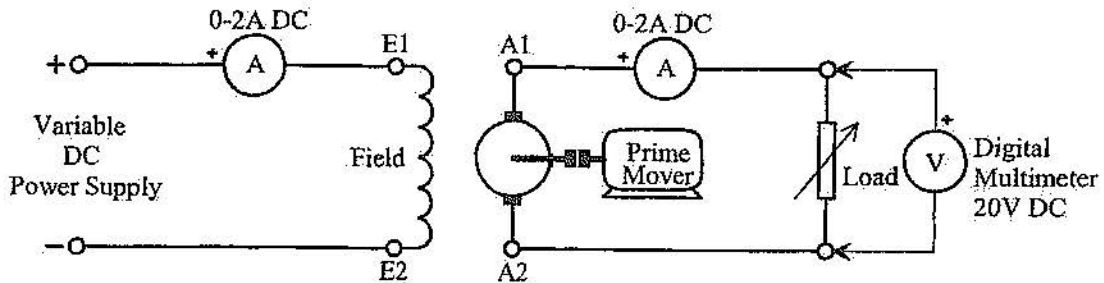 0-2A DC
+
A
E1
+
Variable
DC
Power Supply
Field
−
E2
0-2A DC
A1
+
A
Prime
Mover
Load
+
V
Digital
Multimeter
20V DC
A2